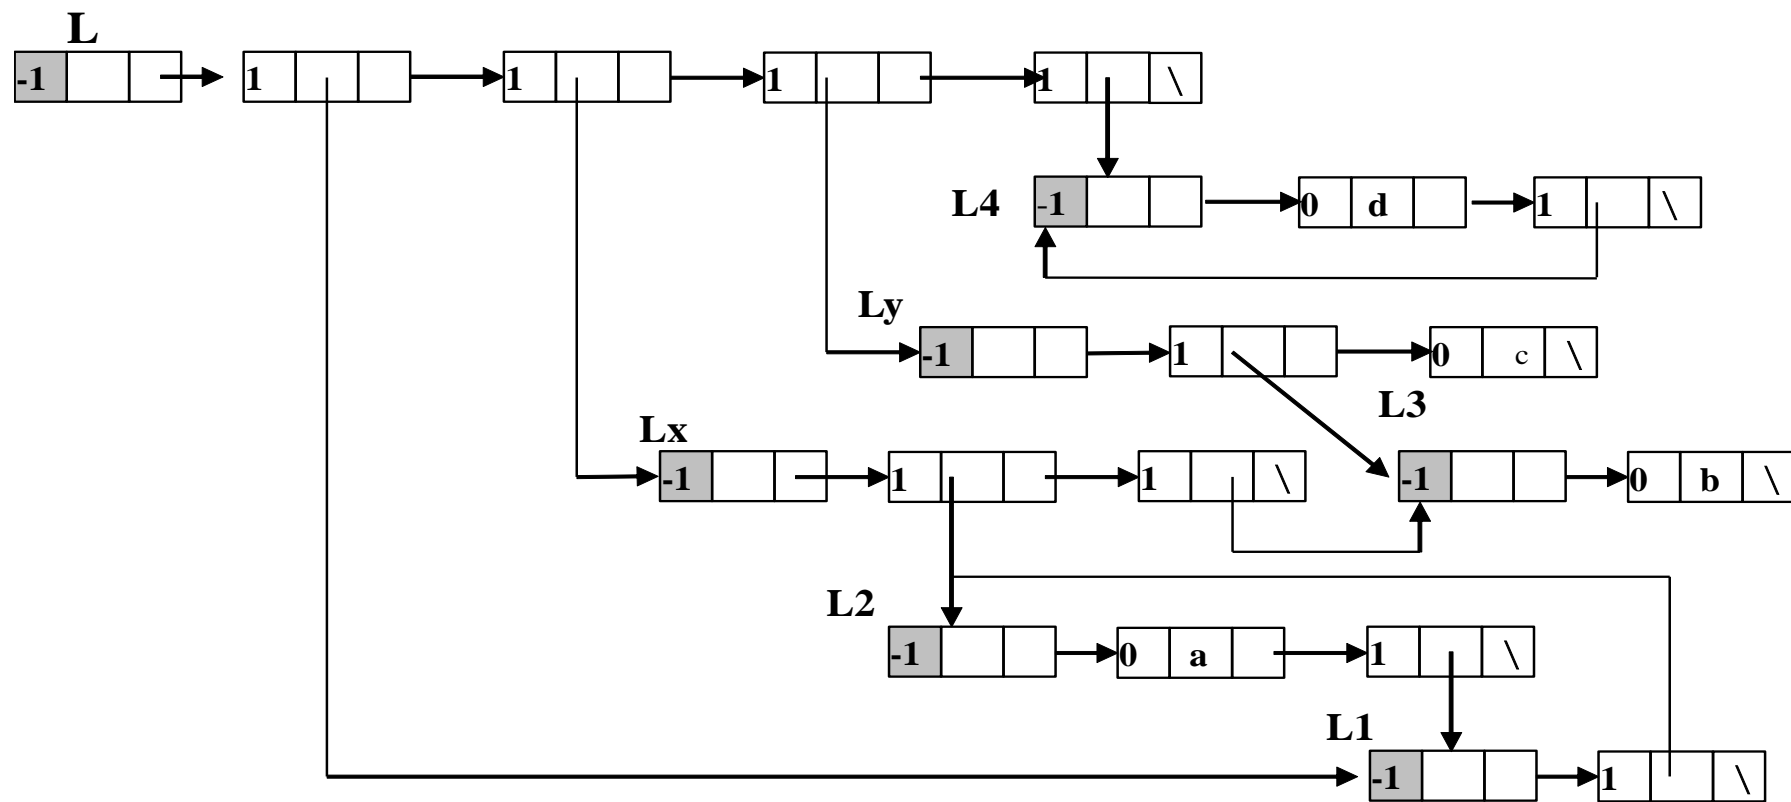 L
-1 1 1 1 1 \
L4 -1 0 d 1 \
Ly
-1 1 0 c \
L3
Lx
-1 1 1 \ -1 0 b \
L2
-1 0 a 1 \
L1
-1 1 \